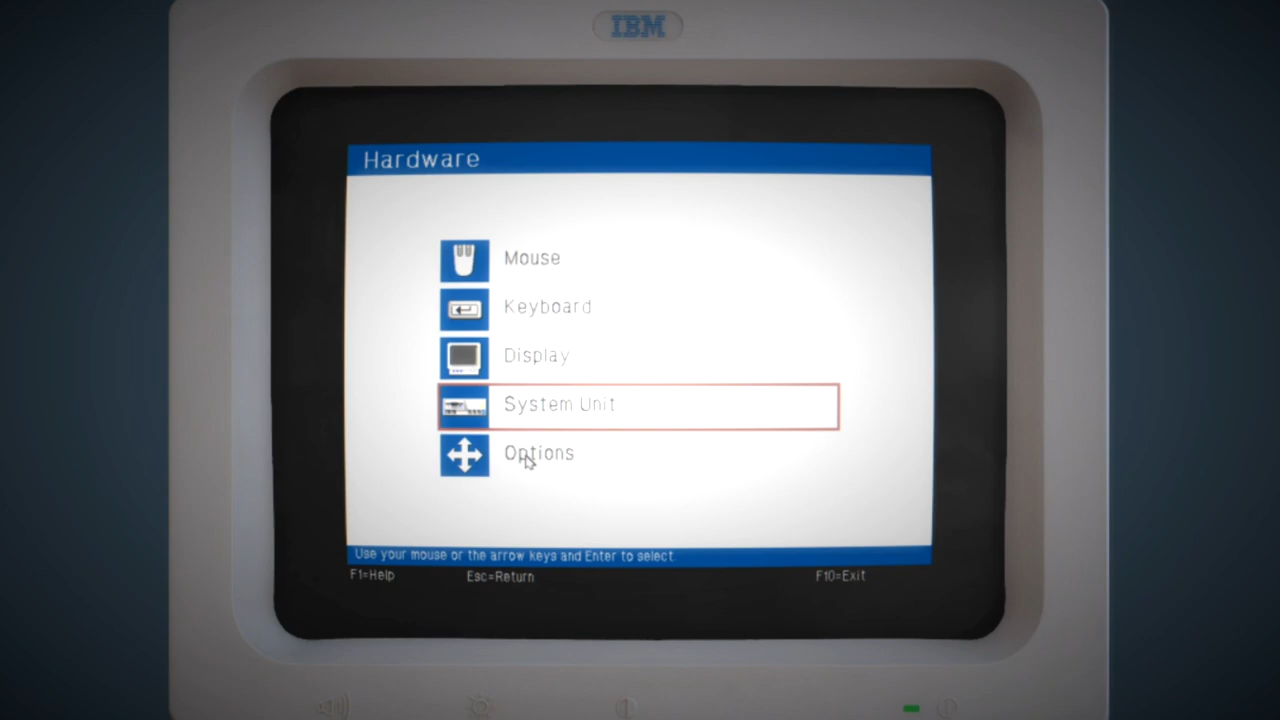 IBM
Hardware
Mouse
Keyboard
Display
System Unit
Options
Use your mouse or the arrow keys and Enter to select.
F1=Help
Esc=Return
F10=Exit